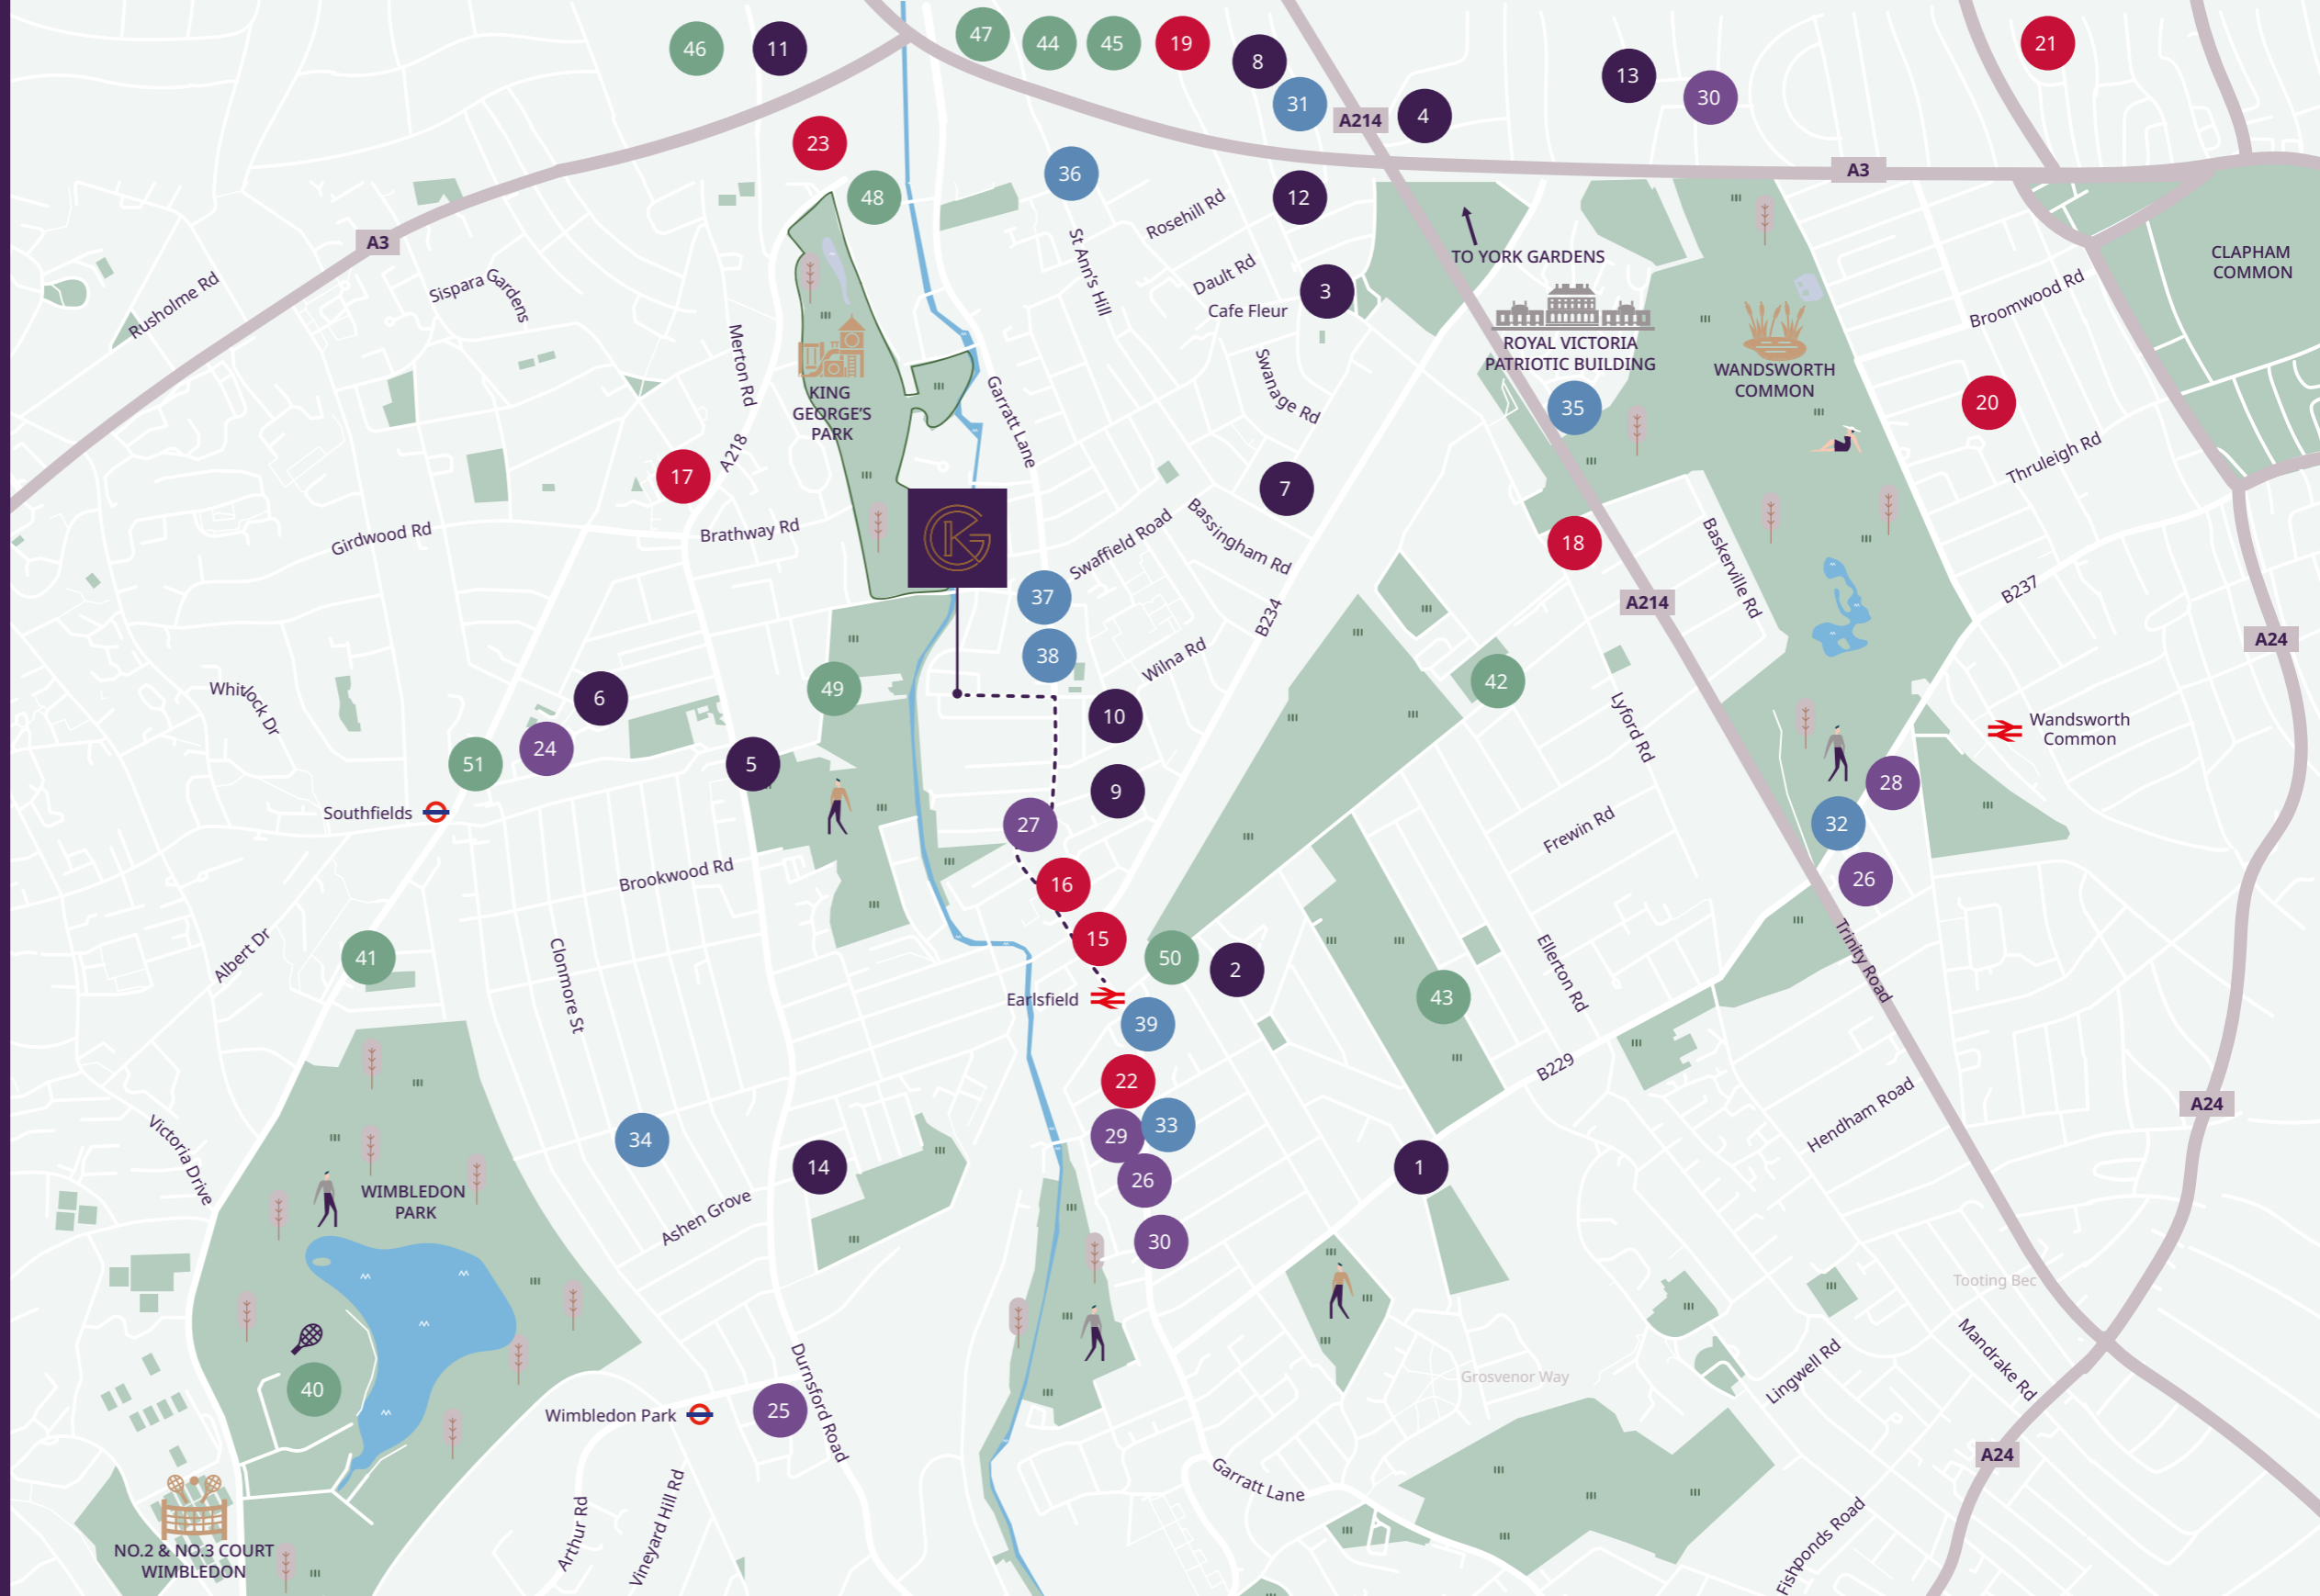 46
11
47
44
45
19
8
31
A214
4
13
30
21
23
48
36
12
A3
A3
Rosehill Rd
St Ann's Hill
TO YORK GARDENS
CLAPHAM
COMMON
Rusholme Rd
Sispara Gardens
Dault Rd
3
Cafe Fleur
Broomwood Rd
Merton Rd
ROYAL VICTORIA
PATRIOTIC BUILDING
WANDSWORTH
COMMON
KING
GEORGE'S
PARK
Garratt Lane
Swanage Rd
35
20
A218
17
Thruleigh Rd
7
Girdwood Rd
Brathway Rd
KG
Swaffield Road
Bassingham Rd
18
Baskerville Rd
37
B234
A214
B237
38
A24
Wilna Rd
Whitlock Dr
6
49
42
10
Lyford Rd
Wandsworth
Common
51
24
5
9
28
Southfields
27
32
Frewin Rd
Brookwood Rd
16
26
Albert Dr
41
Clonmore St
15
50
2
Trinity Road
Earlsfield
43
Ellerton Rd
39
22
B229
A24
Victoria Drive
34
29
33
Hendham Road
14
26
1
WIMBLEDON
PARK
Ashen Grove
30
Tooting Bec
Mandrake Rd
Durnsford Road
Grosvenor Way
Lingwell Rd
40
25
Wimbledon Park
A24
Garratt Lane
Arthur Rd
Vineyard Hill Rd
Fishponds Road
NO.2 & NO.3 COURT
WIMBLEDON